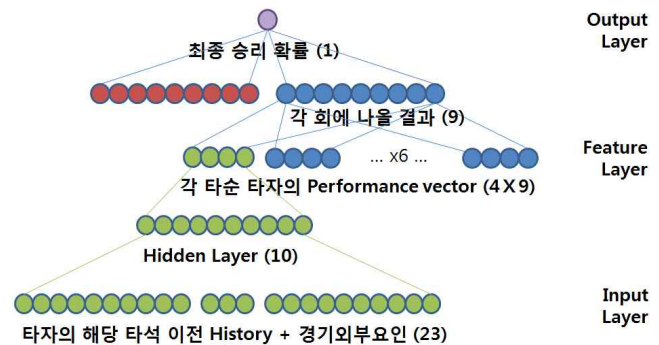 Output
Layer
최종 승리 확률 (1)
각 회에 나올 결과 (9)
Feature
Layer
... x6 ...
각 타순 타자의 Performance vector (4X9)
Hidden Layer (10)
Input
Layer
타자의 해당 타석 이전 History + 경기외부요인 (23)